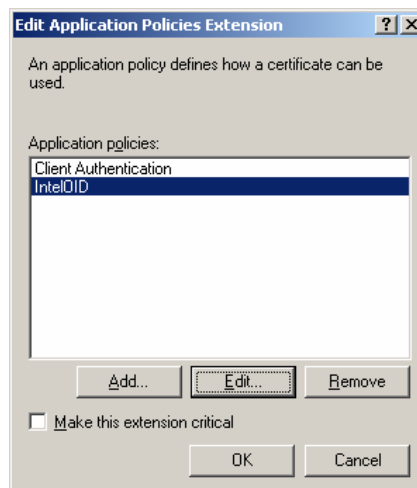 Edit Application Policies Extension
An application policy defines how a certificate can be
used.
Application policies:
Client Authentication
IntelOID
Add...
Edit...
Remove
Make this extension critical
OK
Cancel